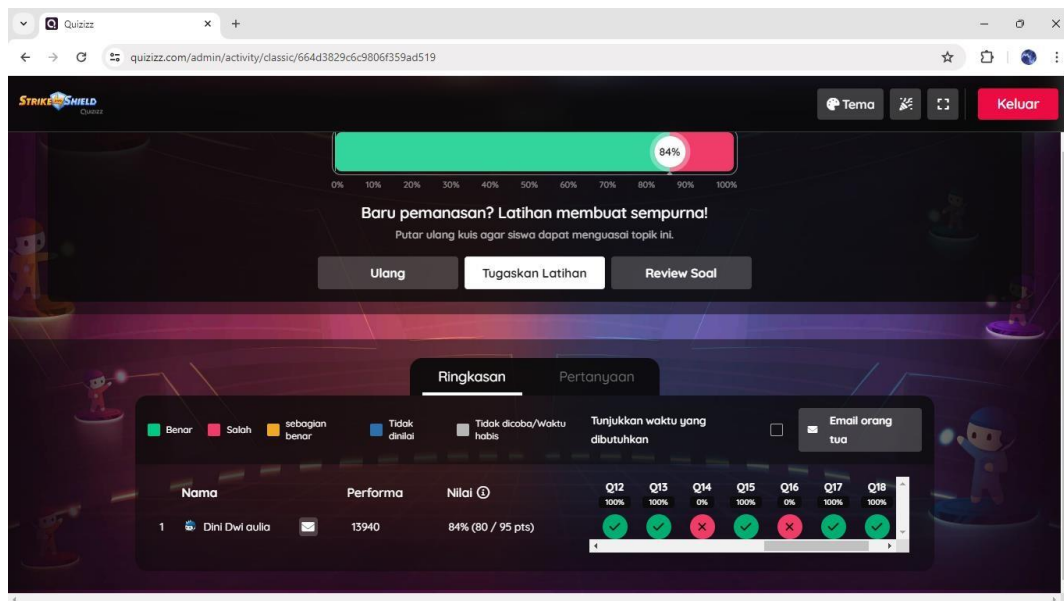 Quizizz
quizizz.com/admin/activity/classic/664d3829c6c9806f359ad519
STRIKE SHIELD
Quizizz
Tema
Keluar
84%
0% 10% 20% 30% 40% 50% 60% 70% 80% 90% 100%
Baru pemanasan? Latihan membuat sempurna!
Putar ulang kuis agar siswa dapat menguasai topik ini.
Ulang Tugaskan Latihan Review Soal
Ringkasan Pertanyaan
Benar Salah sebagian benar Tidak dinilai Tidak dicoba/Waktu habis Tunjukkan waktu yang dibutuhkan Email orang tua
Nama Performa Nilai Q12 Q13 Q14 Q15 Q16 Q17 Q18
100% 100% 0% 100% 0% 100% 100%
1 Dini Dwi aulia 13940 84% (80 / 95 pts)